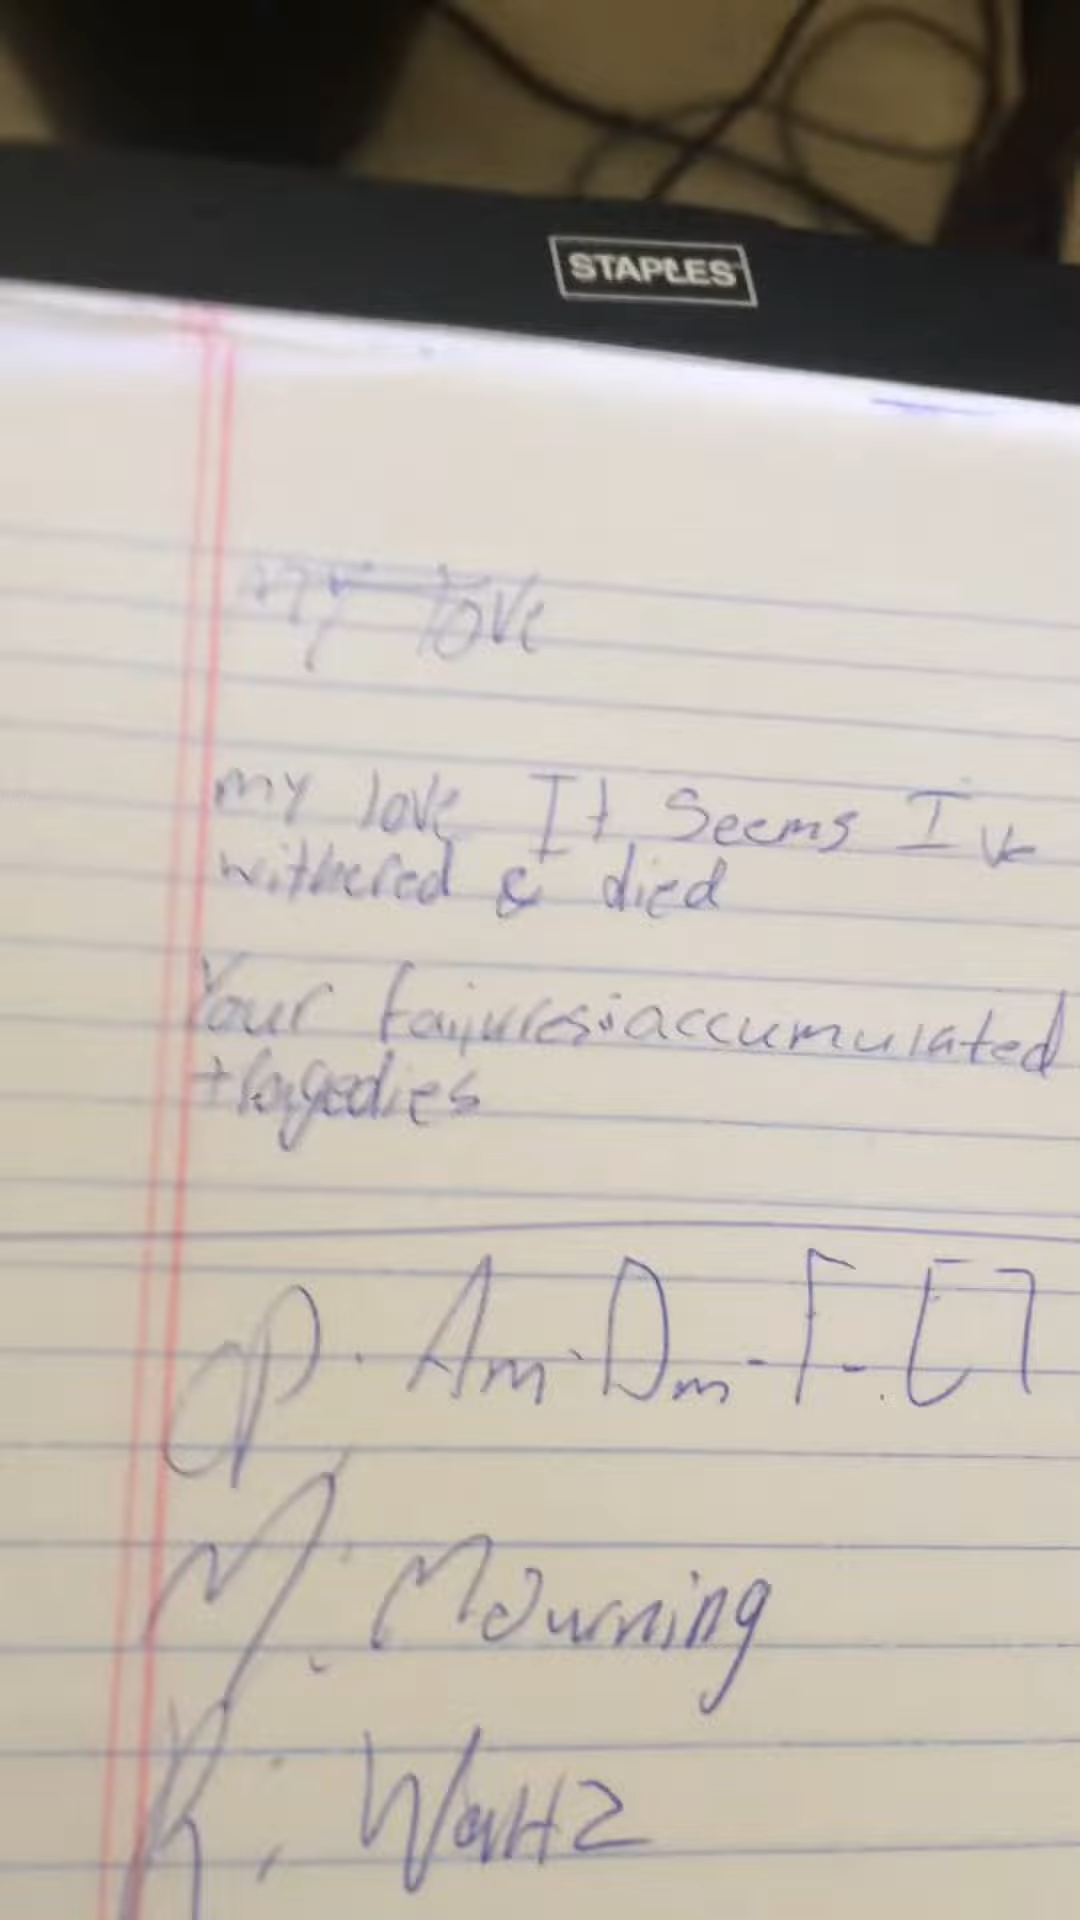 STAPLES
my love
my love It Seems I've
withered & died
Your failures accumulated
tragedies
P. Am. Dm - F - E7
M: Mourning
R: Waltz